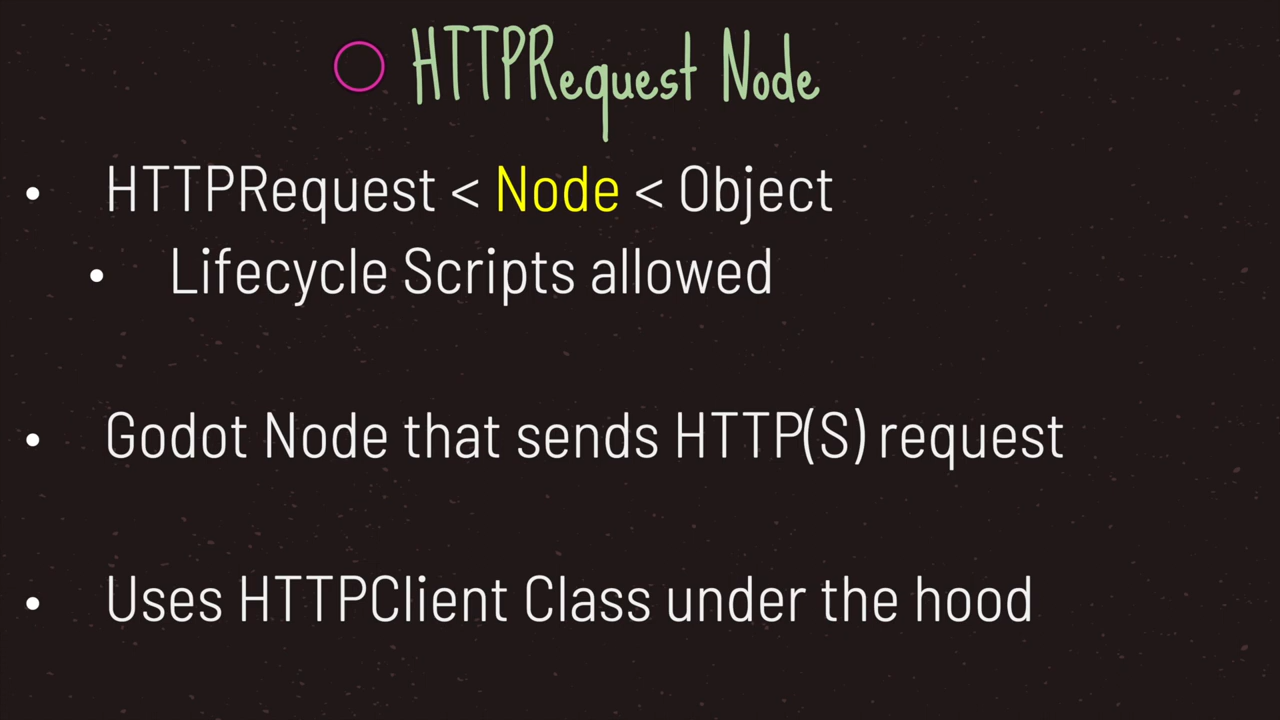 HTTPRequest Node
• HTTPRequest < Node < Object
• Lifecycle Scripts allowed
• Godot Node that sends HTTP(S) request
• Uses HTTPClient Class under the hood